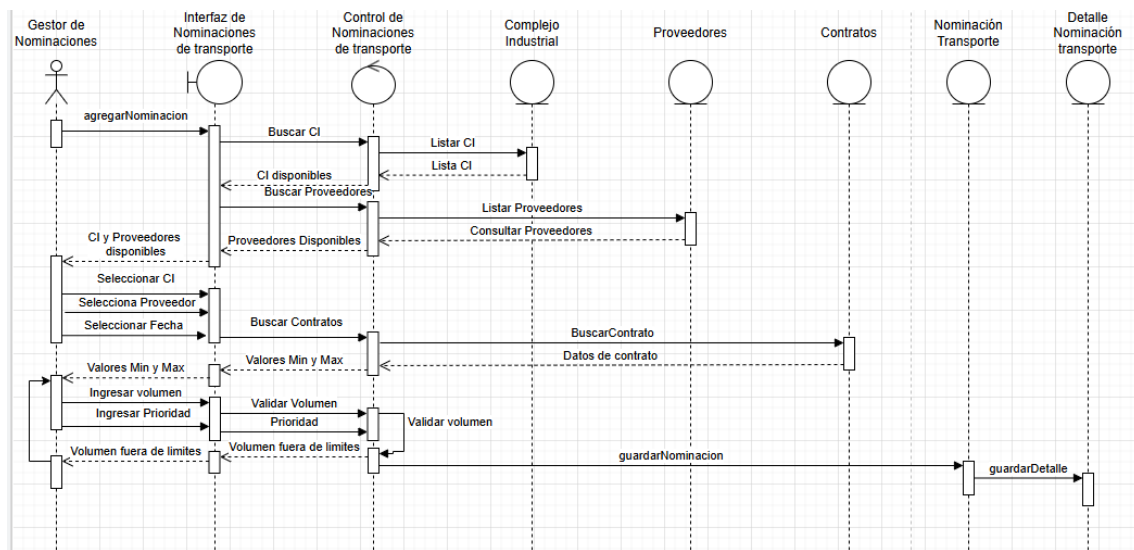 Gestor de
Nominaciones
Interfaz de
Nominaciones
de transporte
Control de
Nominaciones
de transporte
Complejo
Industrial
Proveedores
Contratos
Nominación
Transporte
Detalle
Nominación
transporte
agregarNominacion
Buscar CI
Listar CI
Lista CI
CI disponibles
Buscar Proveedores
Listar Proveedores
Consultar Proveedores
Proveedores Disponibles
CI y Proveedores
disponibles
Seleccionar CI
Selecciona Proveedor
Seleccionar Fecha
Buscar Contratos
BuscarContrato
Datos de contrato
Valores Min y Max
Valores Min y Max
Ingresar volumen
Validar Volumen
Ingresar Prioridad
Prioridad
Validar volumen
Volumen fuera de limites
Volumen fuera de limites
guardarNominacion
guardarDetalle